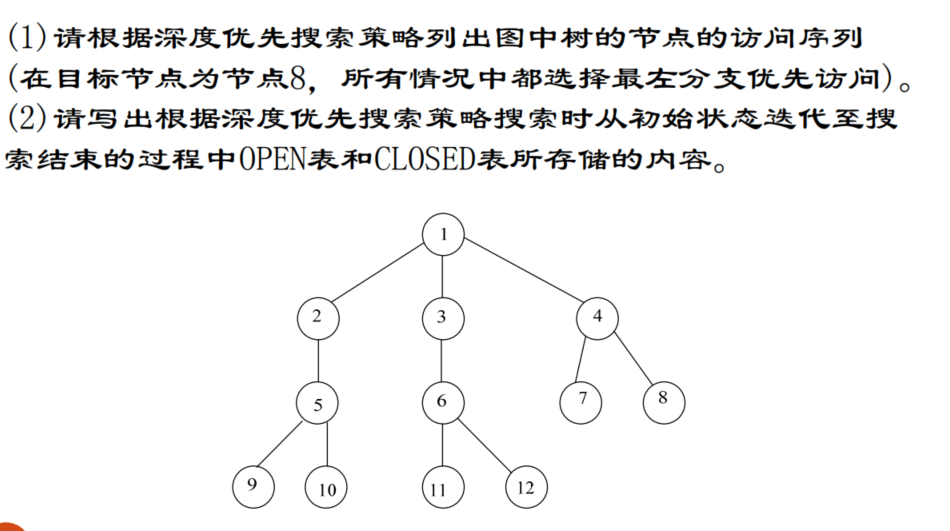 (1)请根据深度优先搜索策略列出图中树的节点的访问序列
(在目标节点为节点8，所有情况中都选择最左分支优先访问)。
(2)请写出根据深度优先搜索策略搜索时从初始状态迭代至搜
索结束的过程中OPEN表和CLOSED表所存储的内容。
1
2 3 4
5 6 7 8
9 10 11 12